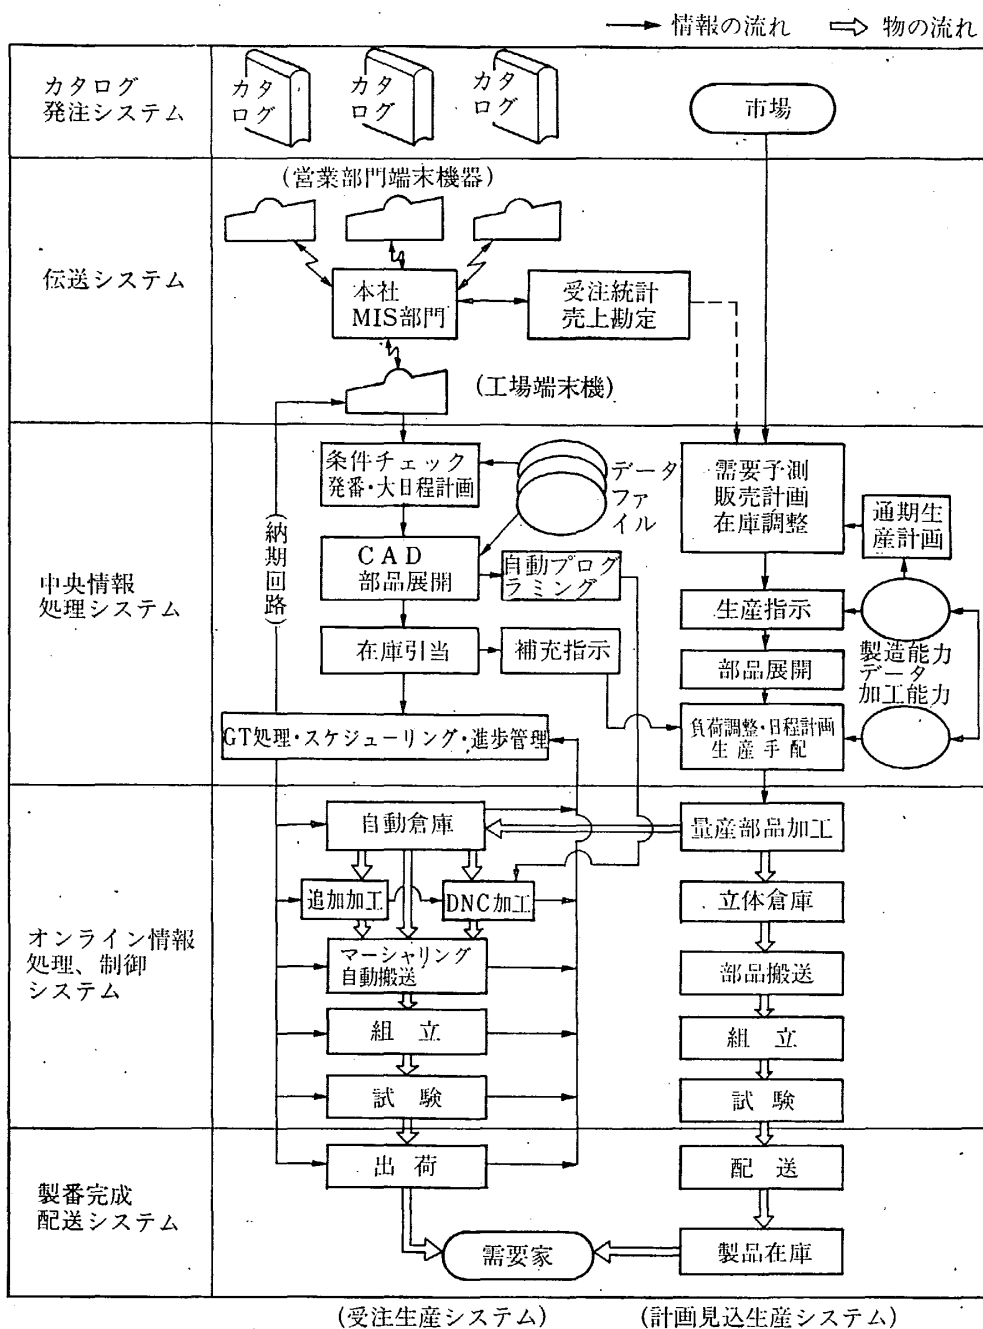 情報の流れ
物の流れ
カタログ
発注システム
カタ
ログ
カタ
ログ
カタ
ログ
市場
(営業部門端末機器)
伝送システム
本社
MIS部門
受注統計
売上勘定
(工場端末機)
中央情報
処理システム
(納期回路)
条件チェック
発番・大日程計画
データ
ファ
イル
需要予測
販売計画
在庫調整
通期生
産計画
CAD
部品展開
自動プログ
ラミング
生産指示
在庫引当
補充指示
部品展開
製造能力
データ
加工能力
GT処理・スケジューリング・進歩管理
負荷調整・日程計画
生産手配
オンライン情報
処理、制御
システム
自動倉庫
量産部品加工
追加加工
DNC加工
立体倉庫
マーシャリング
自動搬送
部品搬送
組立
組立
試験
試験
製番完成
配送システム
出荷
配送
需要家
製品在庫
(受注生産システム)
(計画見込生産システム)